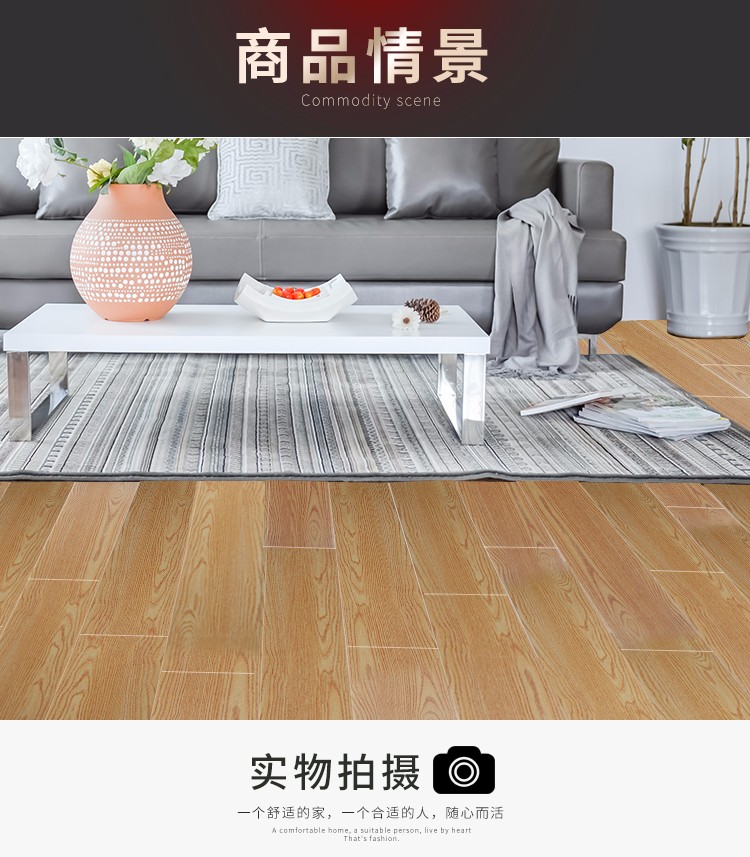 商品情景
Commodity scene
实物拍摄
一个舒适的家，一个合适的人，随心而活
A comfortable home, a suitable person, live by heart
That's fashion.